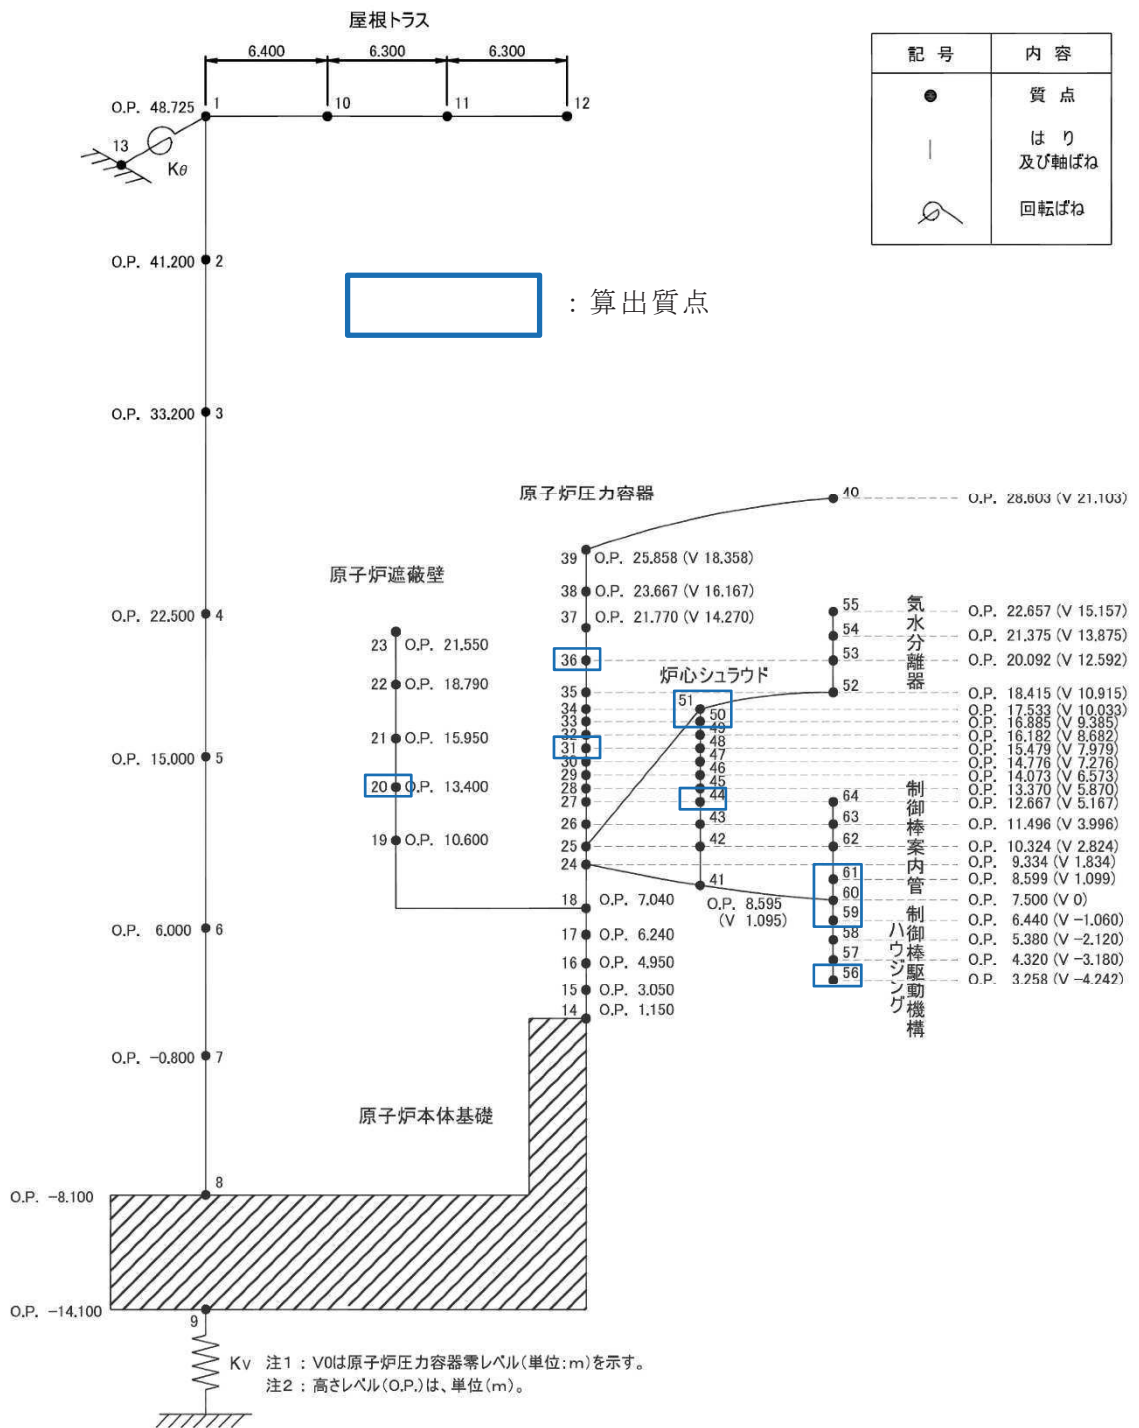 屋根トラス
6.400 6.300 6.300
記 号 内 容
質 点
は り
及び軸ばね
回転ばね
O.P. 48.725 1 10 11 12
13
Kθ
O.P. 41.200 2
：算出質点
O.P. 33.200 3
原子炉圧力容器
40 O.P. 28.603 (V 21.103)
39 O.P. 25.858 (V 18.358)
原子炉遮蔽壁
38 O.P. 23.667 (V 16.167)
37 O.P. 21.770 (V 14.270)
O.P. 22.500 4
55 O.P. 22.657 (V 15.157)
54 O.P. 21.375 (V 13.875)
53 O.P. 20.092 (V 12.592)
52 O.P. 18.415 (V 10.915)
気水分離器
23 O.P. 21.550
22 O.P. 18.790
21 O.P. 15.950
20 O.P. 13.400
19 O.P. 10.600
炉心シュラウド
36
35
34
33
32
31
30
29
28
27
26
25
24
51
50
49
48
47
46
45
44
43
42
41
O.P. 8.595
(V 1.095)
O.P. 17.533 (V 10.033)
O.P. 16.885 (V 9.385)
O.P. 16.182 (V 8.682)
O.P. 15.479 (V 7.979)
O.P. 14.776 (V 7.276)
O.P. 14.073 (V 6.573)
O.P. 13.370 (V 5.870)
64 O.P. 12.667 (V 5.167)
63 O.P. 11.496 (V 3.996)
62 O.P. 10.324 (V 2.824)
O.P. 9.334 (V 1.834)
61 O.P. 8.599 (V 1.099)
60 O.P. 7.500 (V 0)
59 O.P. 6.440 (V -1.060)
58 O.P. 5.380 (V -2.120)
57 O.P. 4.320 (V -3.180)
56 O.P. 3.258 (V -4.242)
制御棒案内管
制御棒駆動機構
ハウジング
O.P. 15.000 5
18 O.P. 7.040
17 O.P. 6.240
16 O.P. 4.950
15 O.P. 3.050
14 O.P. 1.150
O.P. 6.000 6
O.P. -0.800 7
原子炉本体基礎
8
O.P. -8.100
O.P. -14.100
9
Kv 注1：V0は原子炉圧力容器零レベル(単位:m)を示す。
注2：高さレベル(O.P.)は、単位(m)。